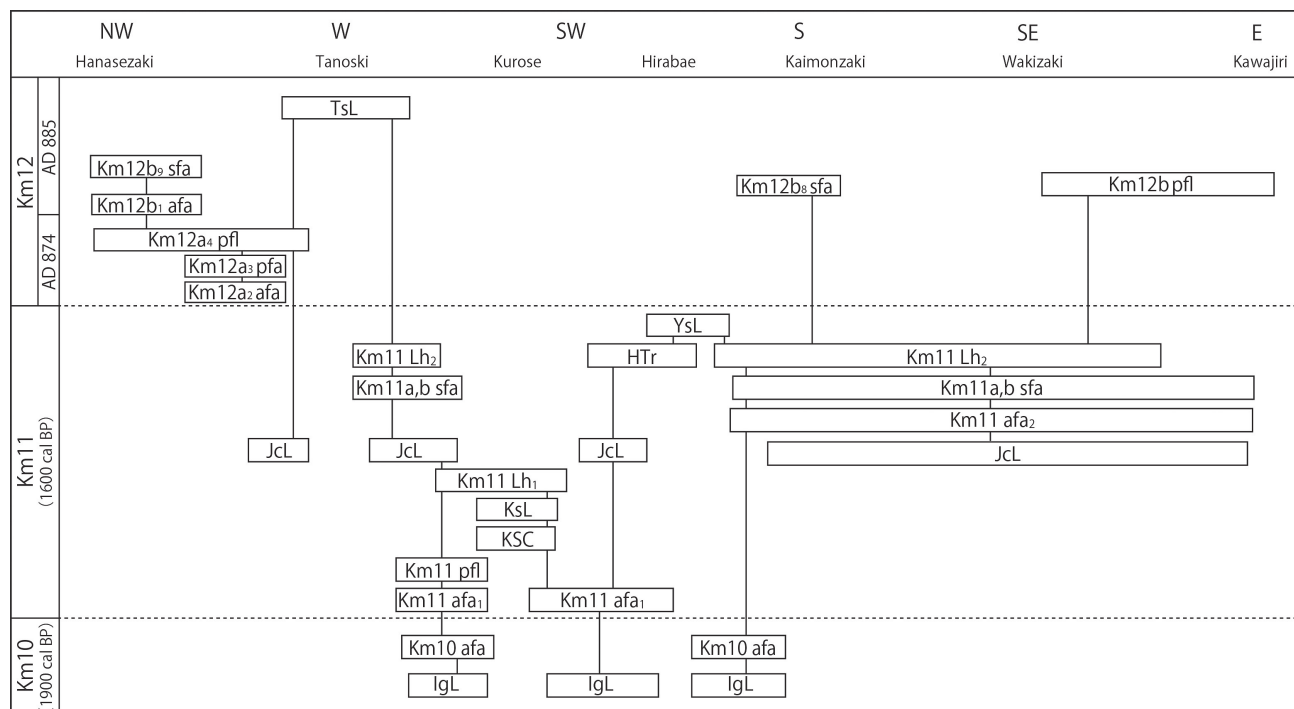 NW W SW S SE E
Hanasezaki Tanoski Kurose Hirabae Kaimonzaki Wakizaki Kawajiri
Km12
AD 885
AD 874
TsL
Km12b₉ sfa
Km12b₈ sfa
Km12b pfl
Km12b₁ afa
Km12a₄ pfl
Km12a₃ pfa
Km12a₂ afa
Km11
(1600 cal BP)
YsL
Km11 Lh₂
HTr
Km11 Lh₂
Km11a,b sfa
Km11a,b sfa
Km11 afa₂
JcL
JcL
JcL
JcL
Km11 Lh₁
KsL
KSC
Km11 pfl
Km11 afa₁
Km11 afa₁
Km10
(1900 cal BP)
Km10 afa
Km10 afa
IgL
IgL
IgL